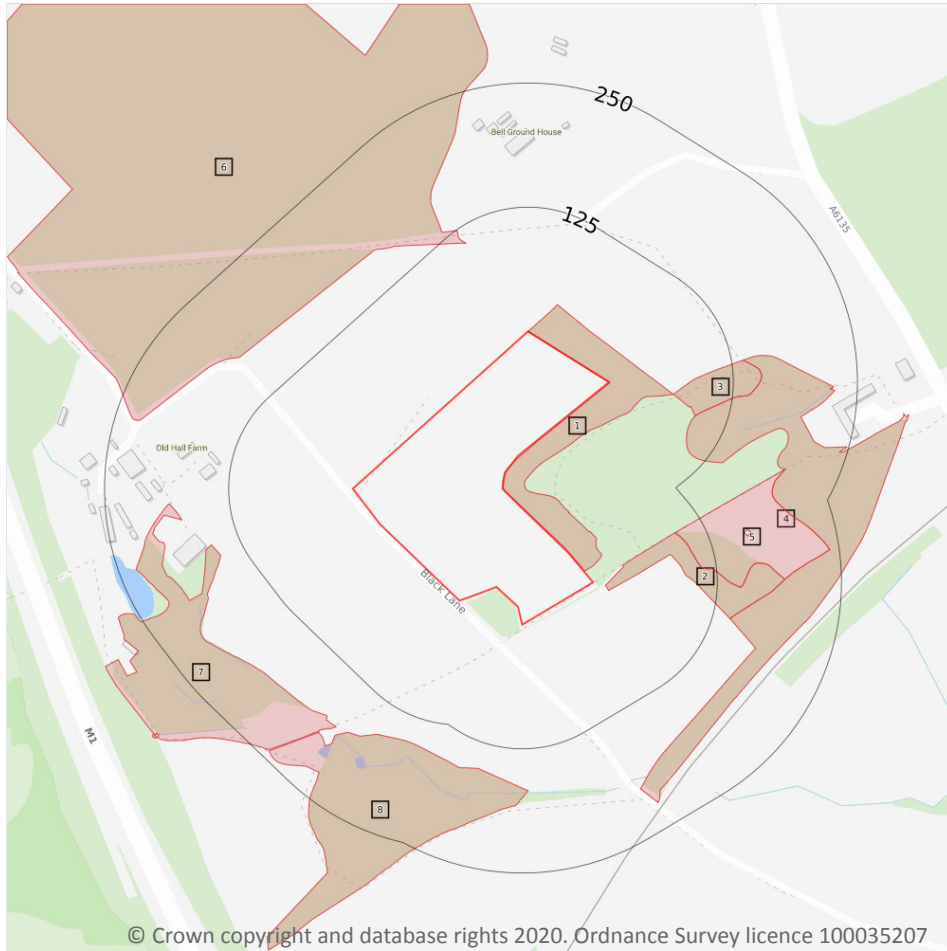 250
Bell Ground House
6
125
A6135
3
1
Old Hall Farm
4
5
2
Black Lane
7
M1
8
© Crown copyright and database rights 2020. Ordnance Survey licence 100035207